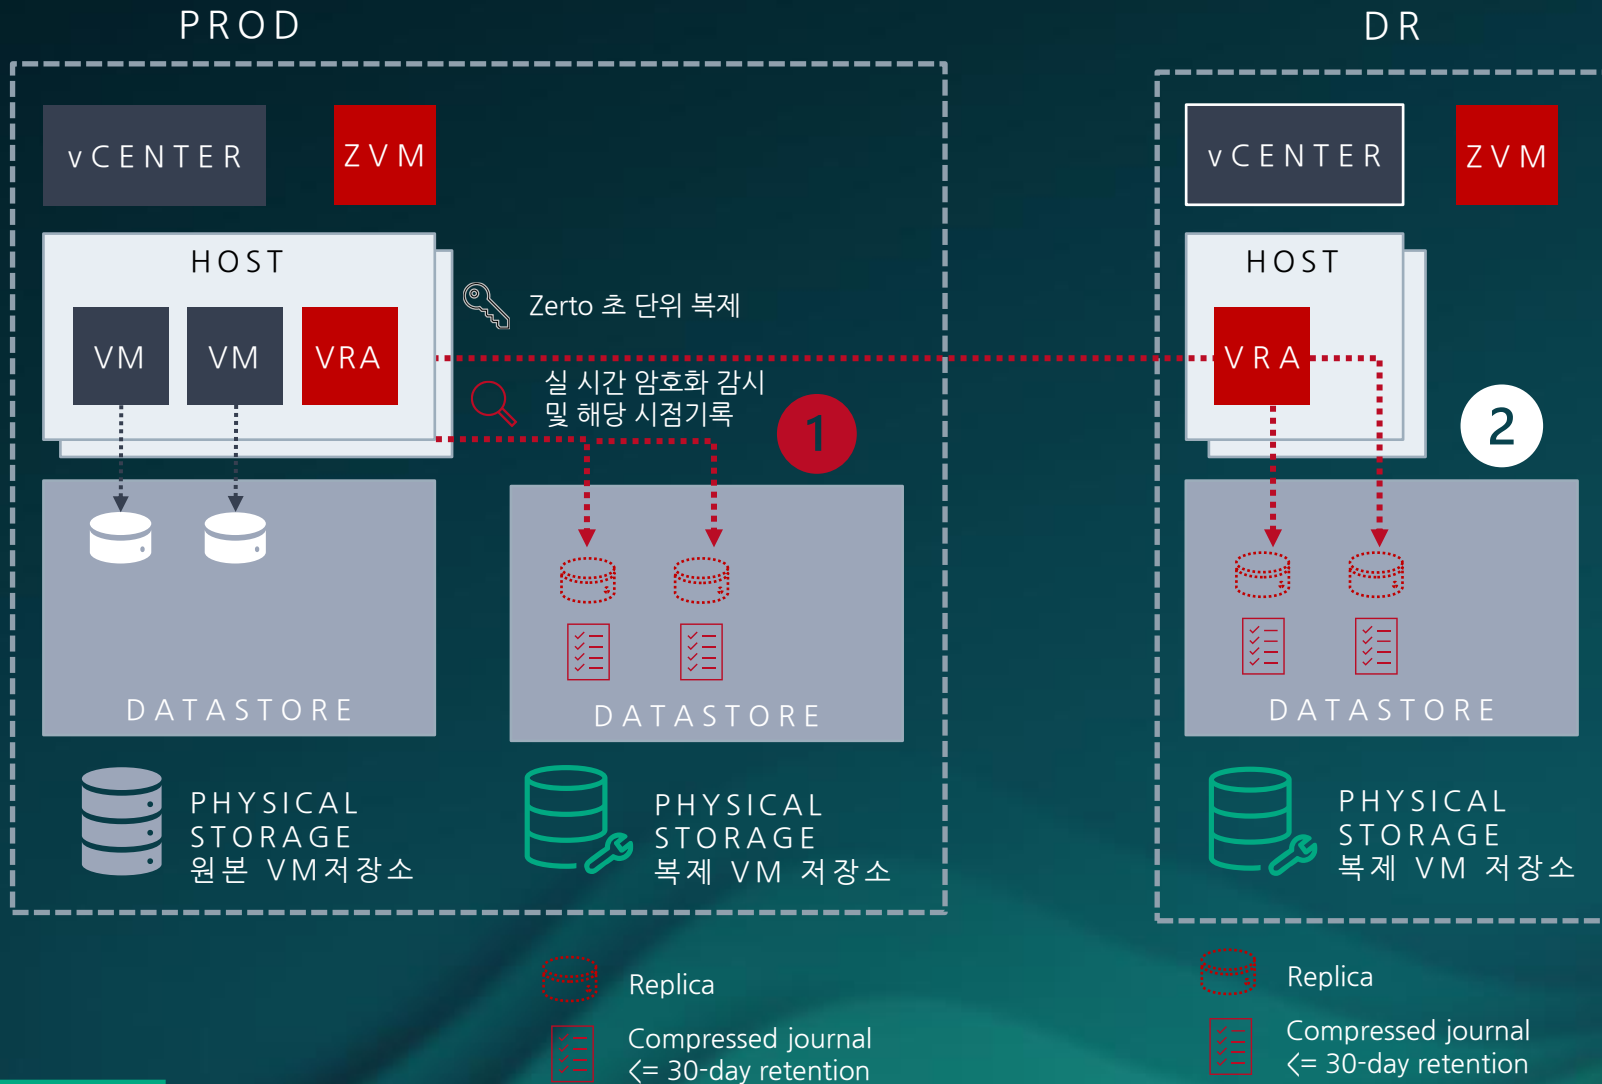 PROD
DR
vCENTER
ZVM
vCENTER
ZVM
HOST
HOST
VM
VM
VRA
VRA
Zerto 초 단위 복제
실 시간 암호화 감시
및 해당 시점기록
1
2
DATASTORE
DATASTORE
DATASTORE
PHYSICAL
STORAGE
원본 VM저장소
PHYSICAL
STORAGE
복제 VM 저장소
PHYSICAL
STORAGE
복제 VM 저장소
Replica
Compressed journal
<= 30-day retention
Replica
Compressed journal
<= 30-day retention